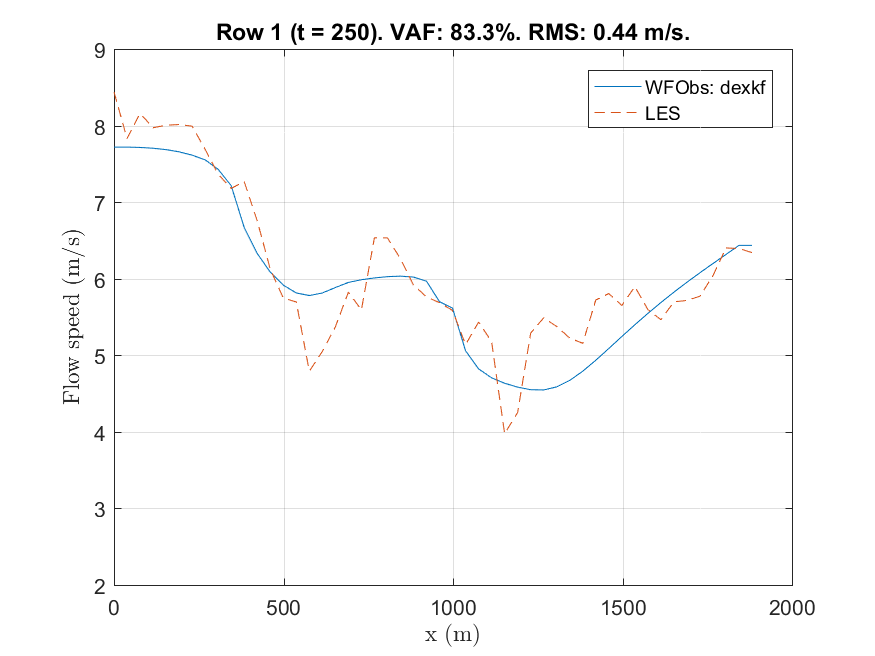 Row 1 (t = 250). VAF: 83.3%. RMS: 0.44 m/s.
WFObs: dexkf
LES
9
8
7
6
5
4
3
2
Flow speed (m/s)
0
500
1000
1500
2000
x (m)